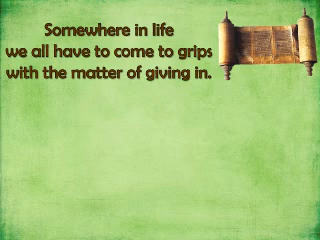 Somewhere in life
we all have to come to grips
with the matter of giving in.